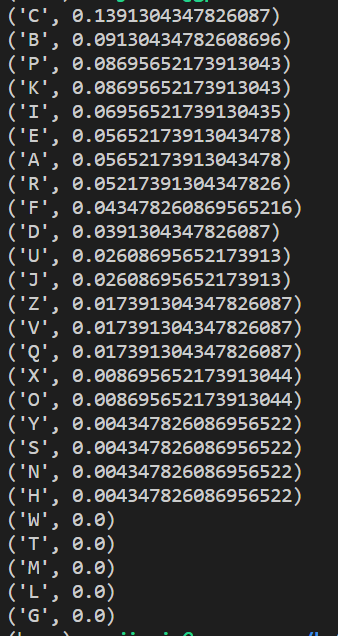 ('C', 0.1391304347826087)
('B', 0.09130434782608696)
('P', 0.08695652173913043)
('K', 0.08695652173913043)
('I', 0.06956521739130435)
('E', 0.05652173913043478)
('A', 0.05652173913043478)
('R', 0.05217391304347826)
('F', 0.043478260869565216)
('D', 0.0391304347826087)
('U', 0.02608695652173913)
('J', 0.02608695652173913)
('Z', 0.017391304347826087)
('V', 0.017391304347826087)
('Q', 0.017391304347826087)
('X', 0.008695652173913044)
('O', 0.008695652173913044)
('Y', 0.004347826086956522)
('S', 0.004347826086956522)
('N', 0.004347826086956522)
('H', 0.004347826086956522)
('W', 0.0)
('T', 0.0)
('M', 0.0)
('L', 0.0)
('G', 0.0)